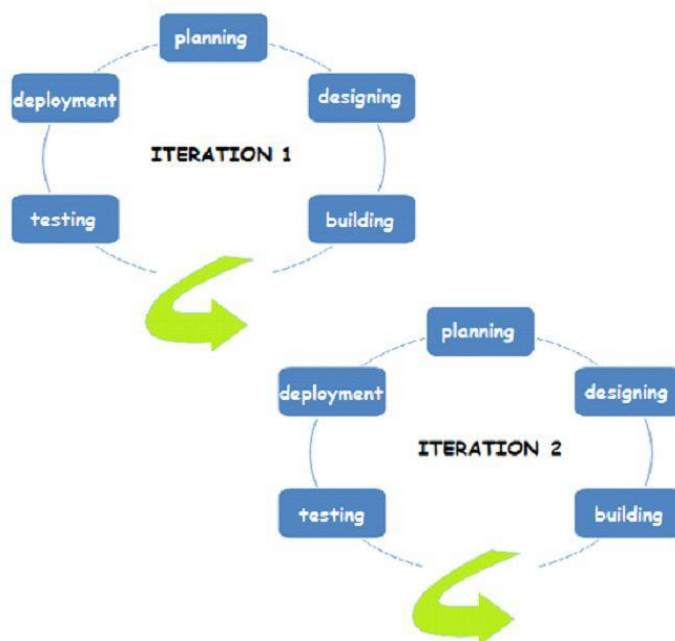 planning
deployment
designing
ITERATION 1
testing
building
planning
deployment
designing
ITERATION 2
testing
building